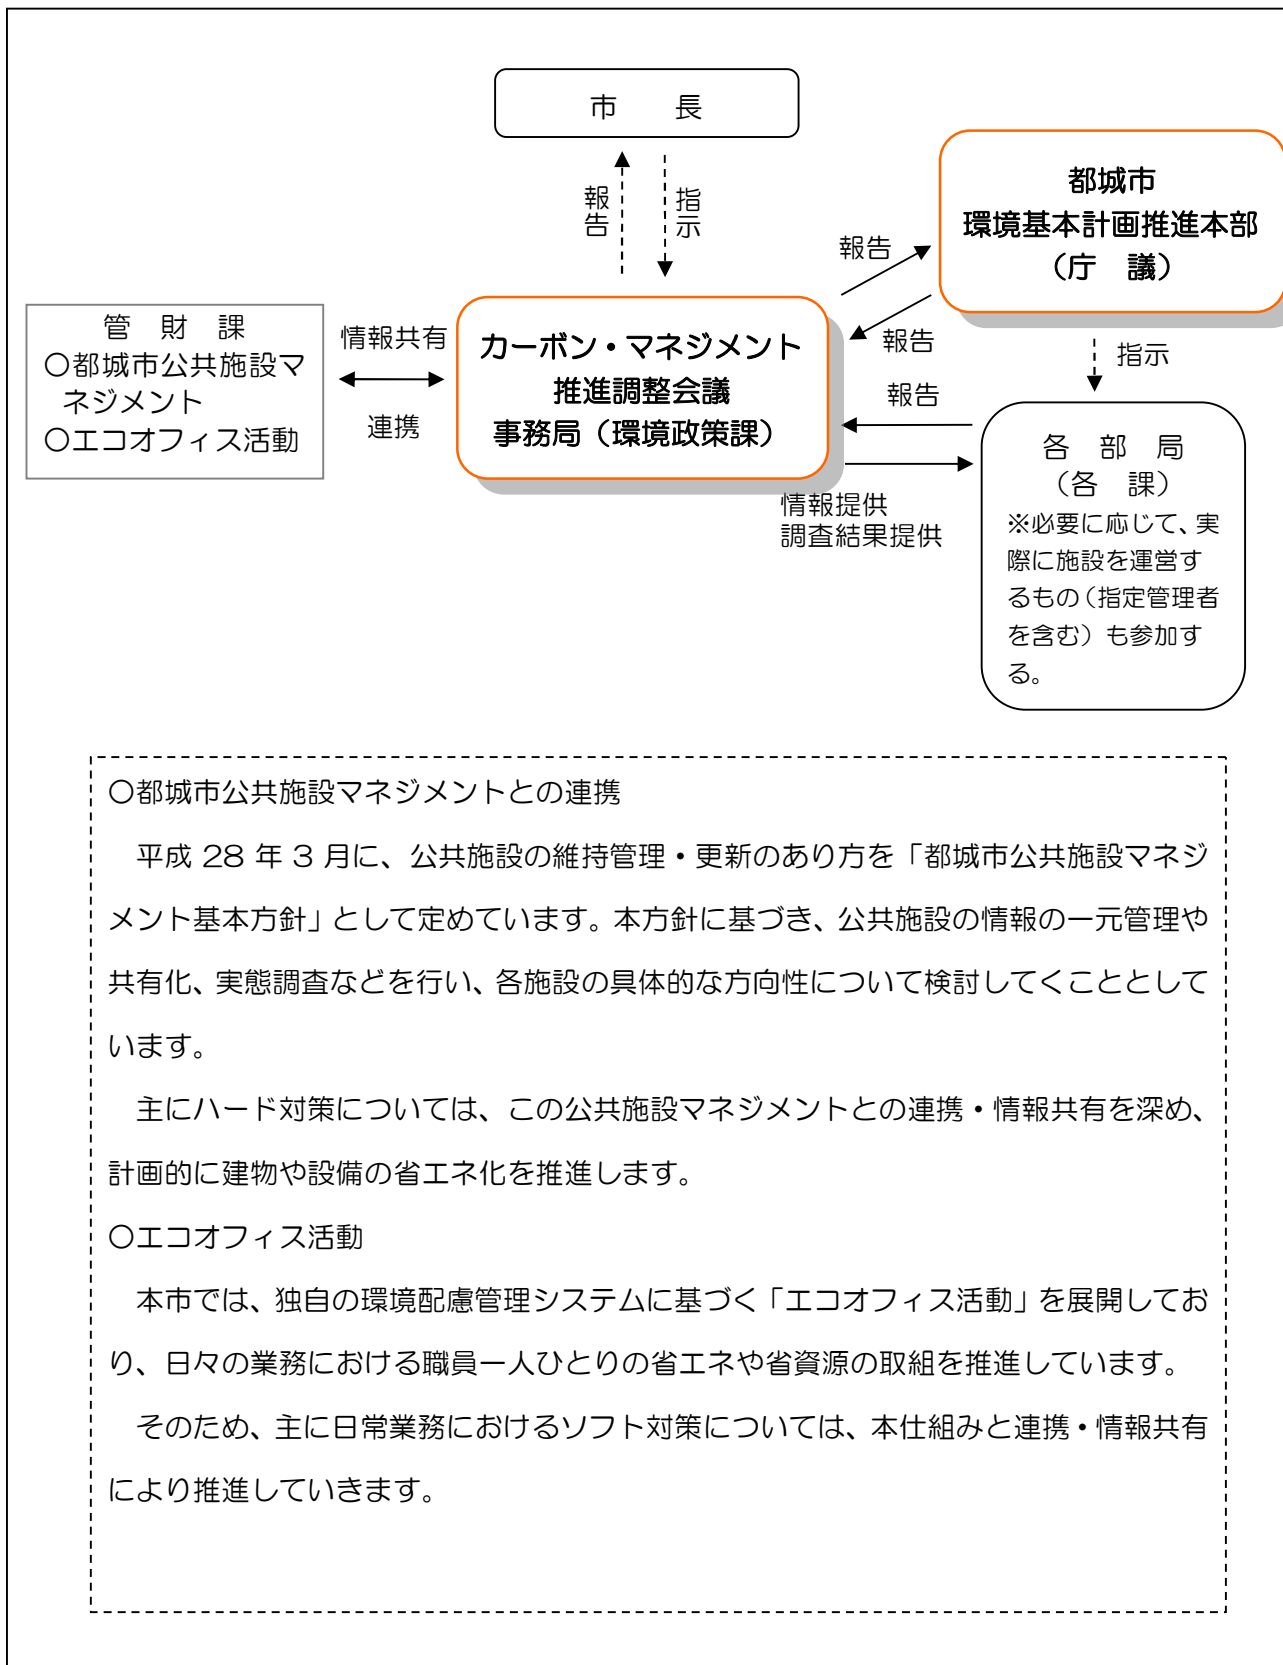 市　　長
報告
指示
都城市
環境基本計画推進本部
（庁　議）
報告
報告
指示
管　財　課
〇都城市公共施設マ
ネジメント
〇エコオフィス活動
情報共有
連携
カーボン・マネジメント
推進調整会議
事務局（環境政策課）
報告
情報提供
調査結果提供
各　部　局
（各　課）
※必要に応じて、実
際に施設を運営す
るもの（指定管理者
を含む）も参加す
る。
〇都城市公共施設マネジメントとの連携
　平成 28 年 3 月に、公共施設の維持管理・更新のあり方を「都城市公共施設マネジ
メント基本方針」として定めています。本方針に基づき、公共施設の情報の一元管理や
共有化、実態調査などを行い、各施設の具体的な方向性について検討してくこととして
います。
　主にハード対策については、この公共施設マネジメントとの連携・情報共有を深め、
計画的に建物や設備の省エネ化を推進します。
〇エコオフィス活動
　本市では、独自の環境配慮管理システムに基づく「エコオフィス活動」を展開してお
り、日々の業務における職員一人ひとりの省エネや省資源の取組を推進しています。
　そのため、主に日常業務におけるソフト対策については、本仕組みと連携・情報共有
により推進していきます。